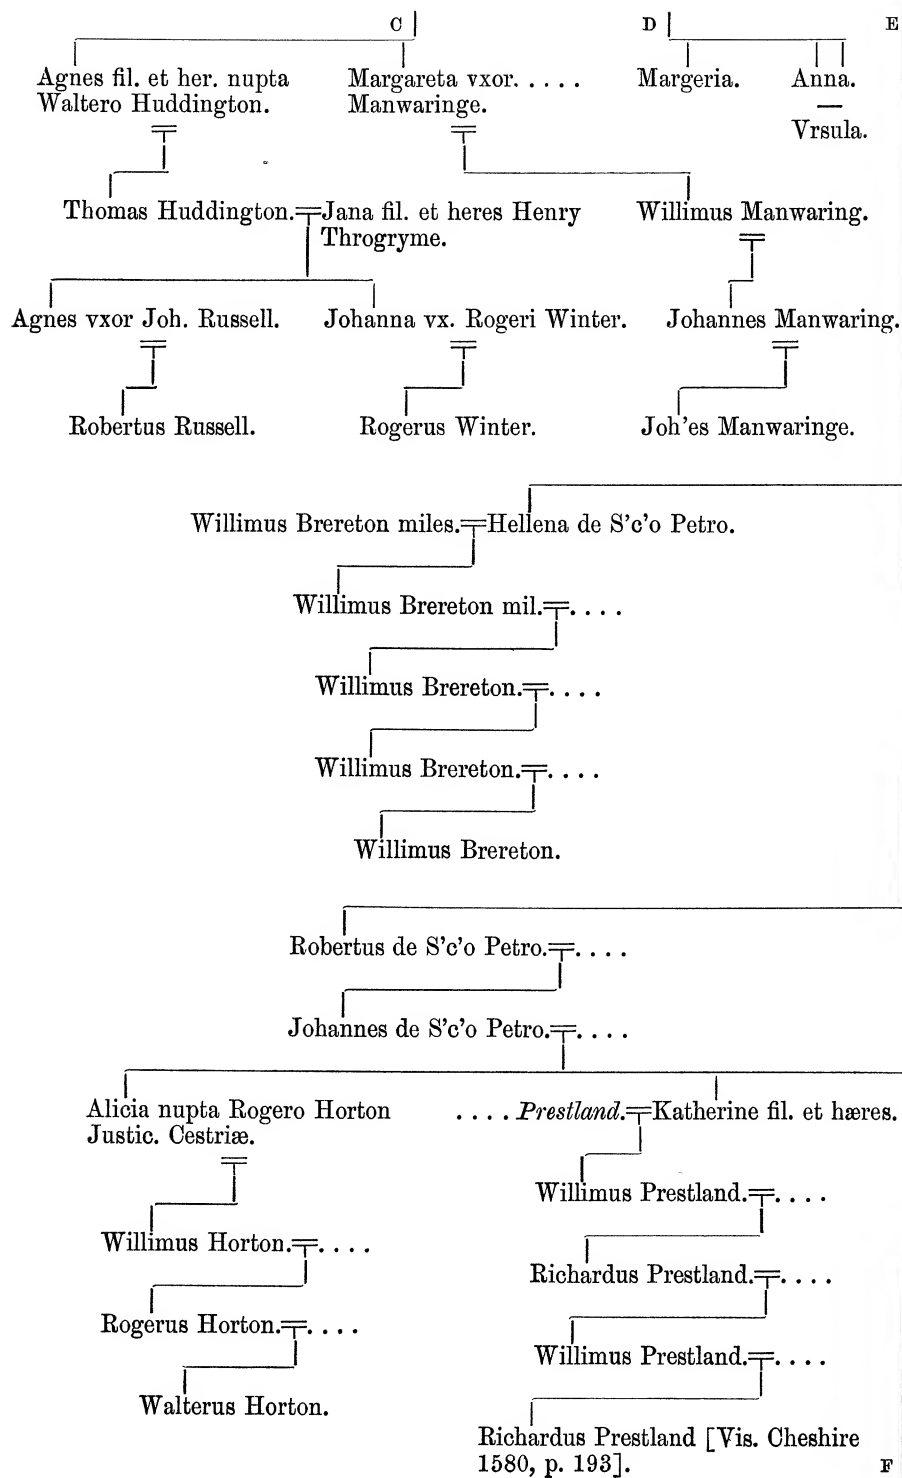 C D E
Agnes fil. et her. nupta Margareta vxor. . . . . Margeria. Anna.
Waltero Huddington. Manwaringe. —
Vrsula.
Thomas Huddington.=Jana fil. et heres Henry Willimus Manwaring.
Throgryme.
Agnes vxor Joh. Russell. Johanna vx. Rogeri Winter. Johannes Manwaring.
Robertus Russell. Rogerus Winter. Joh'es Manwaringe.
Willimus Brereton miles.=Hellena de S'c'o Petro.
Willimus Brereton mil.=. . . .
Willimus Brereton.=. . . .
Willimus Brereton.=. . . .
Willimus Brereton.
Robertus de S'c'o Petro.=. . . .
Johannes de S'c'o Petro.=. . . .
Alicia nupta Rogero Horton . . . . Prestland.=Katherine fil. et hæres.
Justic. Cestriæ.
Willimus Prestland.=. . . .
Willimus Horton.=. . . .
Richardus Prestland.=. . . .
Rogerus Horton.=. . . .
Willimus Prestland.=. . . .
Walterus Horton.
Richardus Prestland [Vis. Cheshire
1580, p. 193]. F